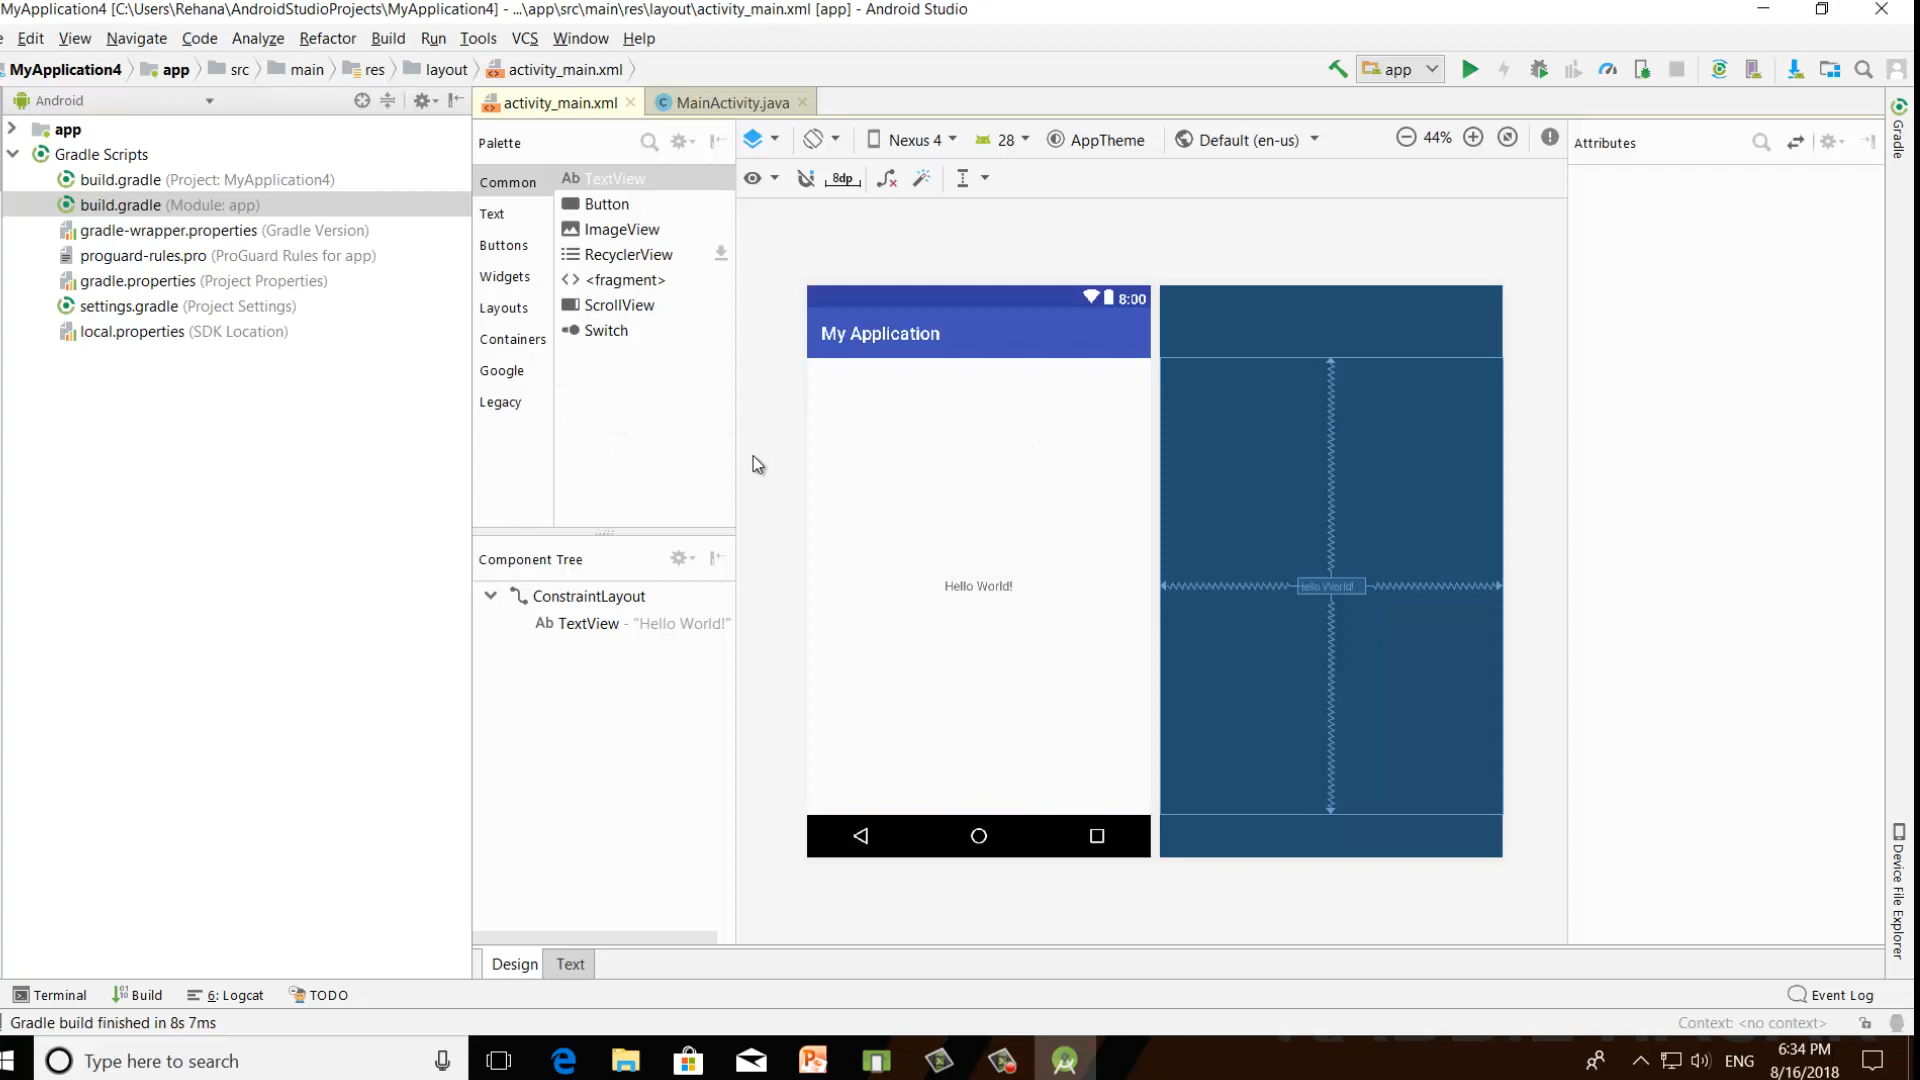 MyApplication4 [C:\Users\Rehana\AndroidStudioProjects\MyApplication4] - ...\app\src\main\res\layout\activity_main.xml [app] - Android Studio
Edit View Navigate Code Analyze Refactor Build Run Tools VCS Window Help
MyApplication4 app src main res layout activity_main.xml
app
Android
activity_main.xml MainActivity.java
app
Gradle Scripts
build.gradle (Project: MyApplication4)
build.gradle (Module: app)
gradle-wrapper.properties (Gradle Version)
proguard-rules.pro (ProGuard Rules for app)
gradle.properties (Project Properties)
settings.gradle (Project Settings)
local.properties (SDK Location)
Palette
Common
Text
Buttons
Widgets
Layouts
Containers
Google
Legacy
Ab TextView
Button
ImageView
RecyclerView
<fragment>
ScrollView
Switch
Nexus 4 28 AppTheme Default (en-us) 44%
8dp
Attributes
Gradle
8:00
My Application
Hello World!
Hello World!
Component Tree
ConstraintLayout
Ab TextView - "Hello World!"
Device File Explorer
Design Text
Terminal Build 6: Logcat TODO
Event Log
Gradle build finished in 8s 7ms
Context: <no context>
Type here to search
ENG
6:34 PM
8/16/2018